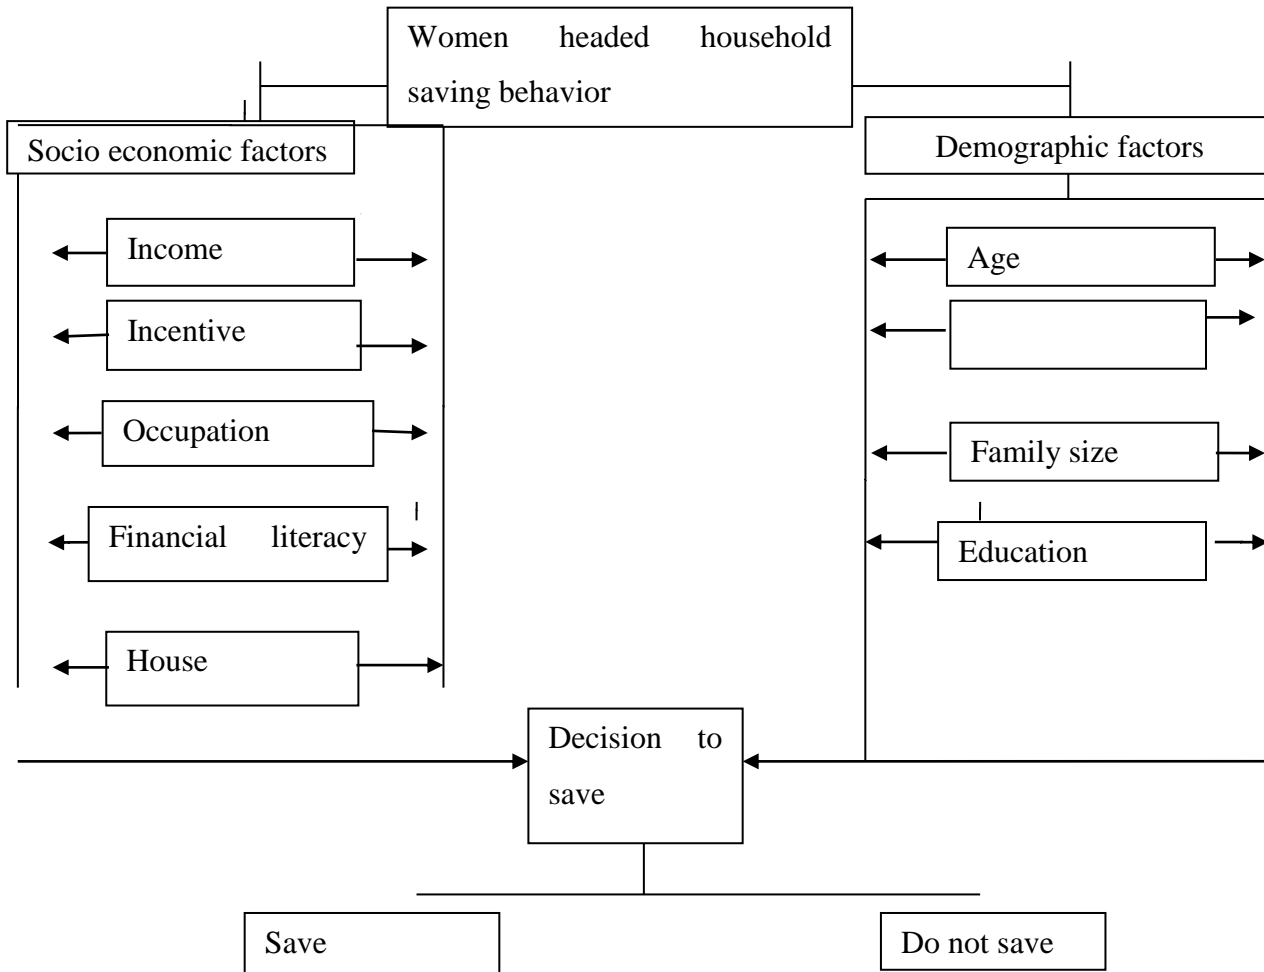 Women headed household
saving behavior
Socio economic factors
Demographic factors
Income
Age
Incentive
Occupation
Family size
Financial literacy
Education
House
Decision to
save
Save
Do not save